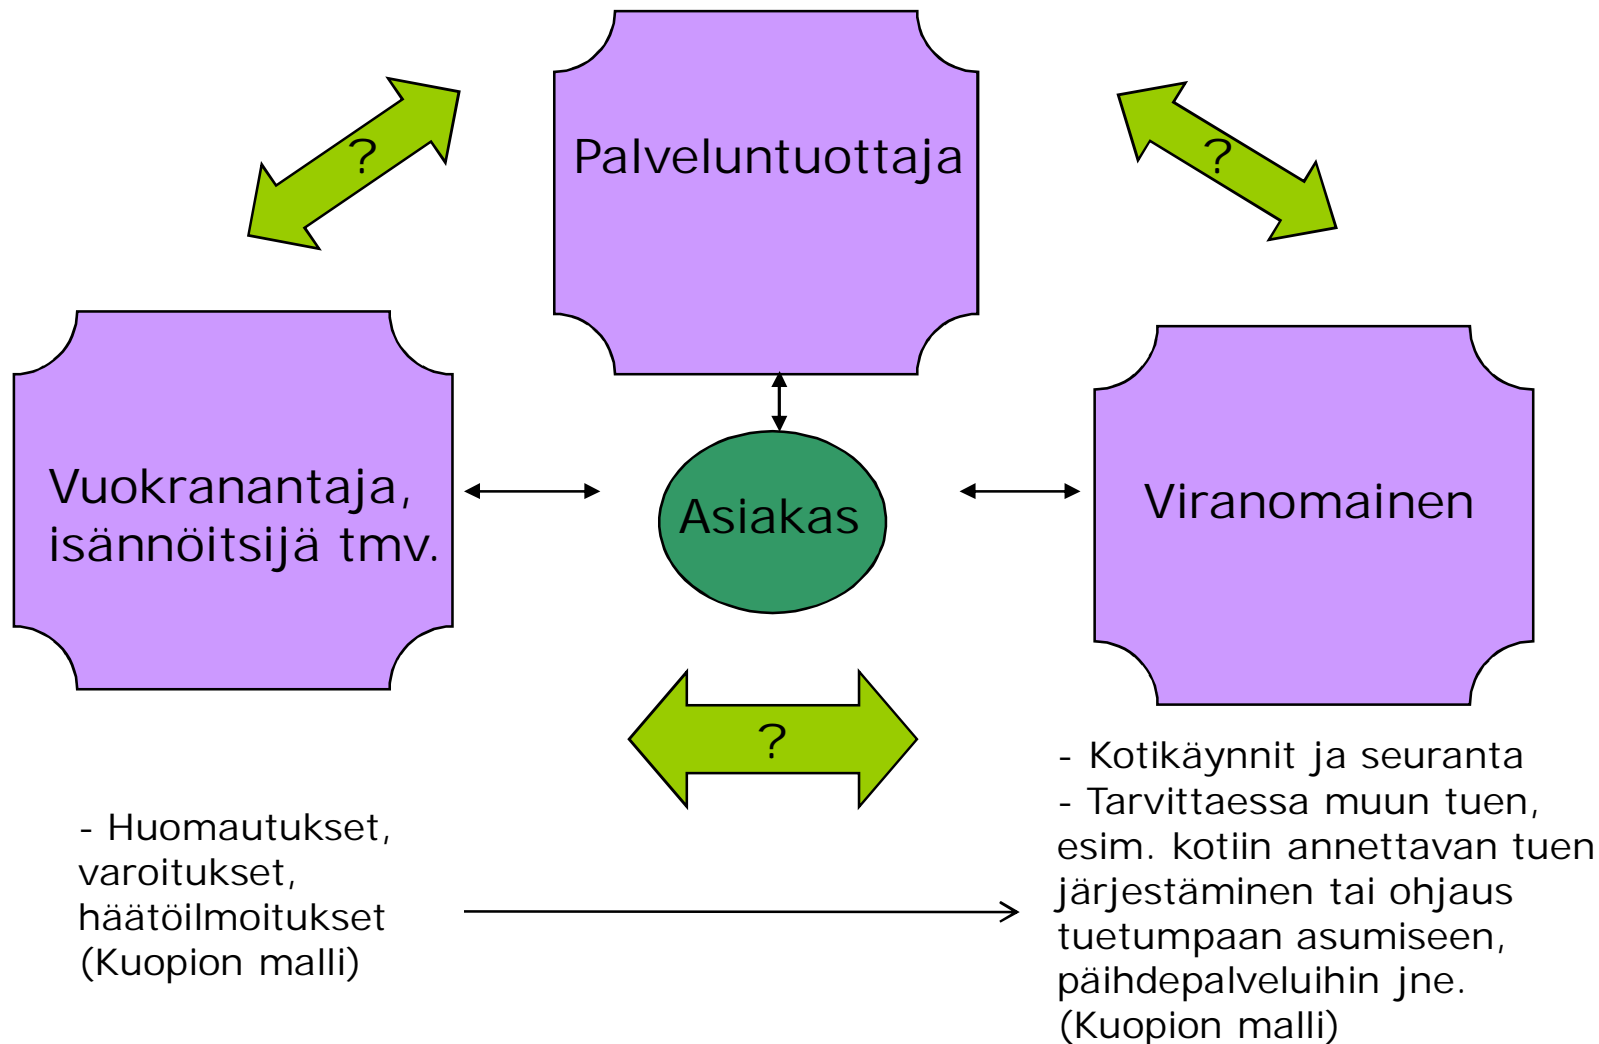 Palveluntuottaja
?
?
Vuokranantaja,
isännöitsijä tmv.
Asiakas
Viranomainen
?
- Huomautukset,
varoitukset,
häätöilmoitukset
(Kuopion malli)
- Kotikäynnit ja seuranta
- Tarvittaessa muun tuen,
esim. kotiin annettavan tuen
järjestäminen tai ohjaus
tuetumpaan asumiseen,
päihdepalveluihin jne.
(Kuopion malli)